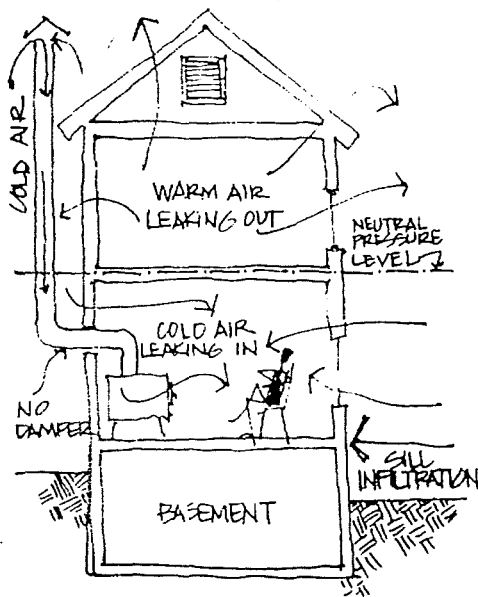 COLD AIR
WARM AIR
LEAKING OUT
NEUTRAL
PRESSURE
LEVEL
COLD AIR
LEAKING IN
NO
DAMPER
SILL
INFILTRATION
BASEMENT